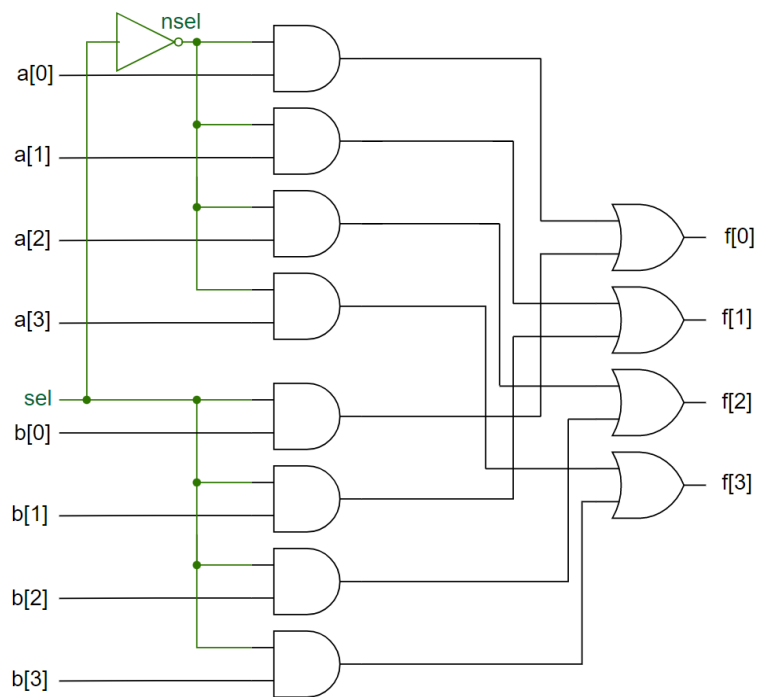 nsel
a[0]
a[1]
a[2]
f[0]
a[3]
f[1]
sel
f[2]
b[0]
f[3]
b[1]
b[2]
b[3]